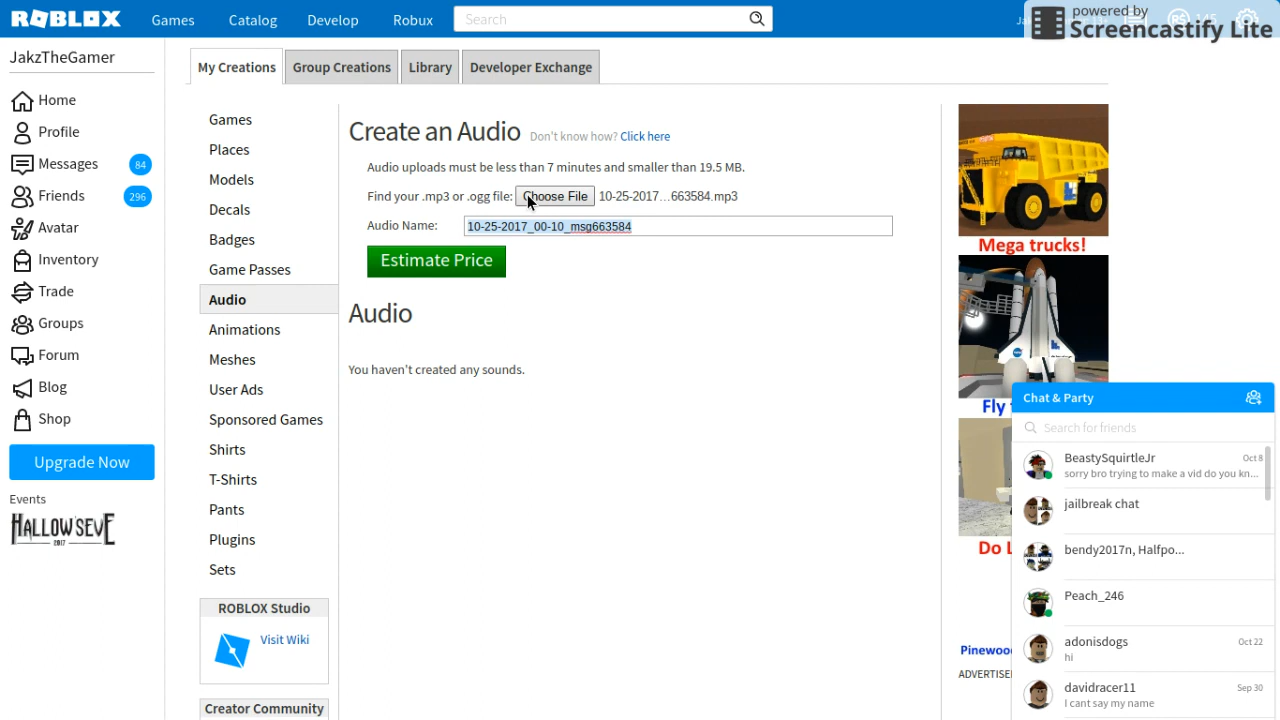 ROBLOX
Games
Catalog
Develop
Robux
Search
145
powered by
Screencastify Lite
JakzTheGamer
Home
Profile
Messages
84
Friends
296
Avatar
Inventory
Trade
Groups
Forum
Blog
Shop
Upgrade Now
Events
HALLOW'S EVE
2017
My Creations
Group Creations
Library
Developer Exchange
Games
Places
Models
Decals
Badges
Game Passes
Audio
Animations
Meshes
User Ads
Sponsored Games
Shirts
T-Shirts
Pants
Plugins
Sets
ROBLOX Studio
Visit Wiki
Creator Community
Create an Audio
Don't know how? Click here
Audio uploads must be less than 7 minutes and smaller than 19.5 MB.
Find your .mp3 or .ogg file: Choose File 10-25-2017…663584.mp3
Audio Name: 10-25-2017_00-10_msg663584
Estimate Price
Audio
You haven't created any sounds.
Mega trucks!
Fly
Do
Pinewoo
ADVERTISE
Chat & Party
Search for friends
BeastySquirtleJr
Oct 8
sorry bro trying to make a vid do you kn...
jailbreak chat
bendy2017n, Halfpo...
Peach_246
adonisdogs
Oct 22
hi
davidracer11
Sep 30
I cant say my name